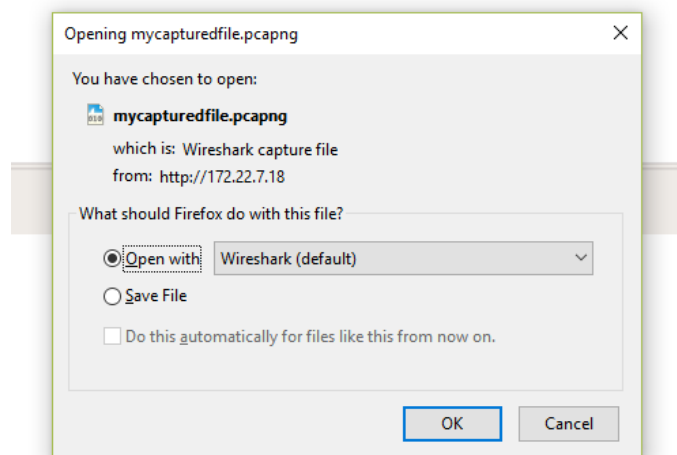 Opening mycapturedfile.pcapng
You have chosen to open:
mycapturedfile.pcapng
which is: Wireshark capture file
from: http://172.22.7.18
What should Firefox do with this file?
Open with Wireshark (default)
Save File
Do this automatically for files like this from now on.
OK Cancel